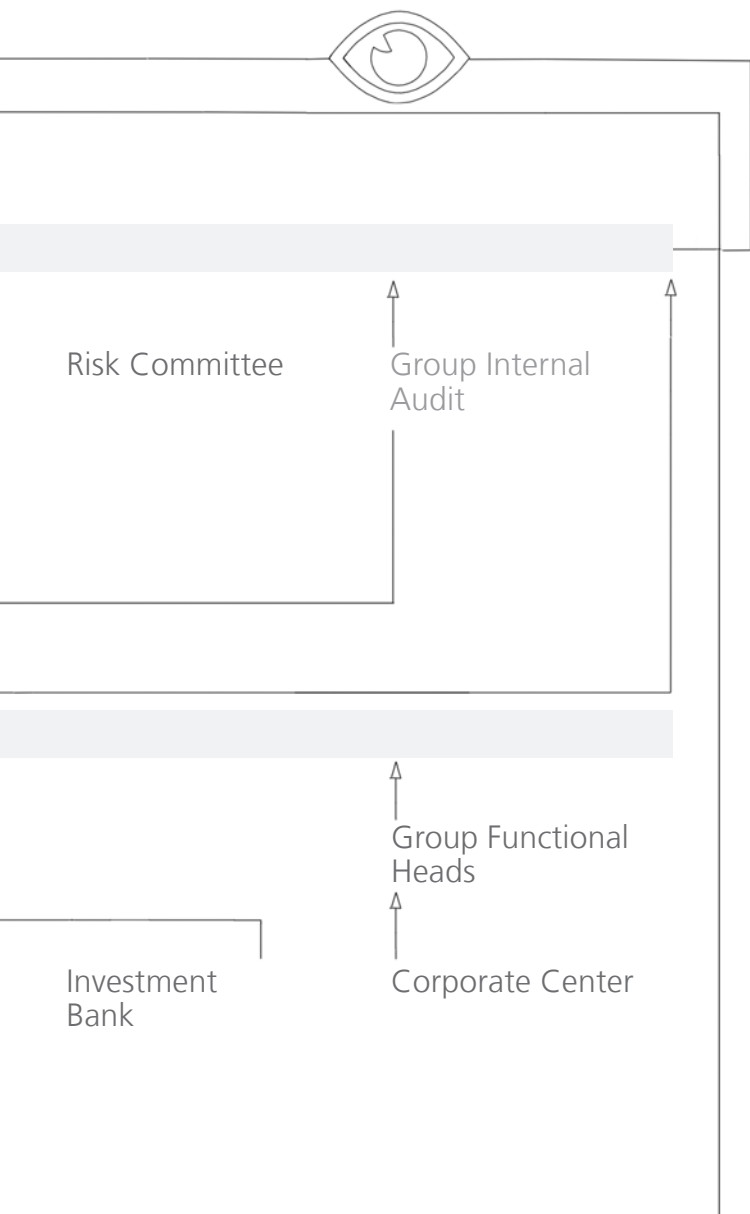 Risk Committee
Group Internal
Audit
Group Functional
Heads
Investment
Bank
Corporate Center